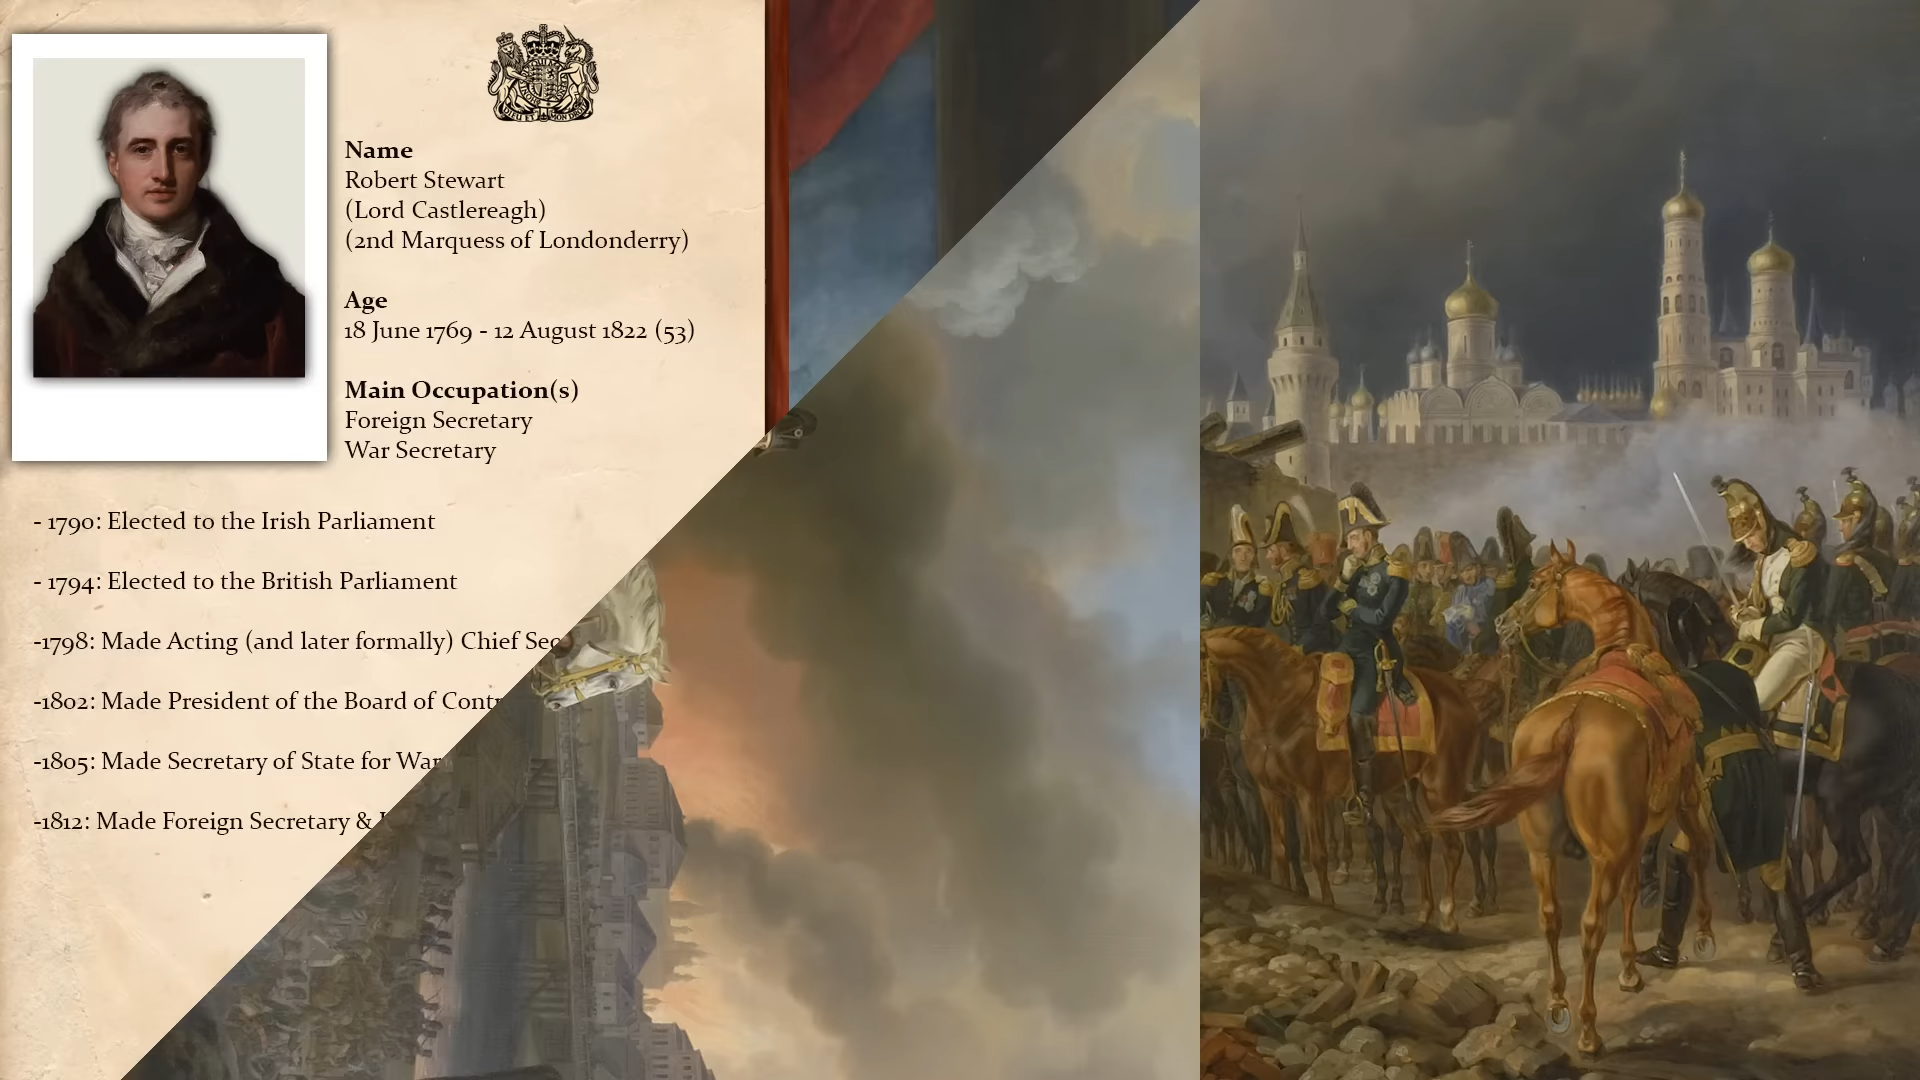 Name
Robert Stewart
(Lord Castlereagh)
(2nd Marquess of Londonderry)
Age
18 June 1769 - 12 August 1822 (53)
Main Occupation(s)
Foreign Secretary
War Secretary
- 1790: Elected to the Irish Parliament
- 1794: Elected to the British Parliament
-1798: Made Acting (and later formally) Chief Sec
-1802: Made President of the Board of Cont
-1805: Made Secretary of State for War
-1812: Made Foreign Secretary &